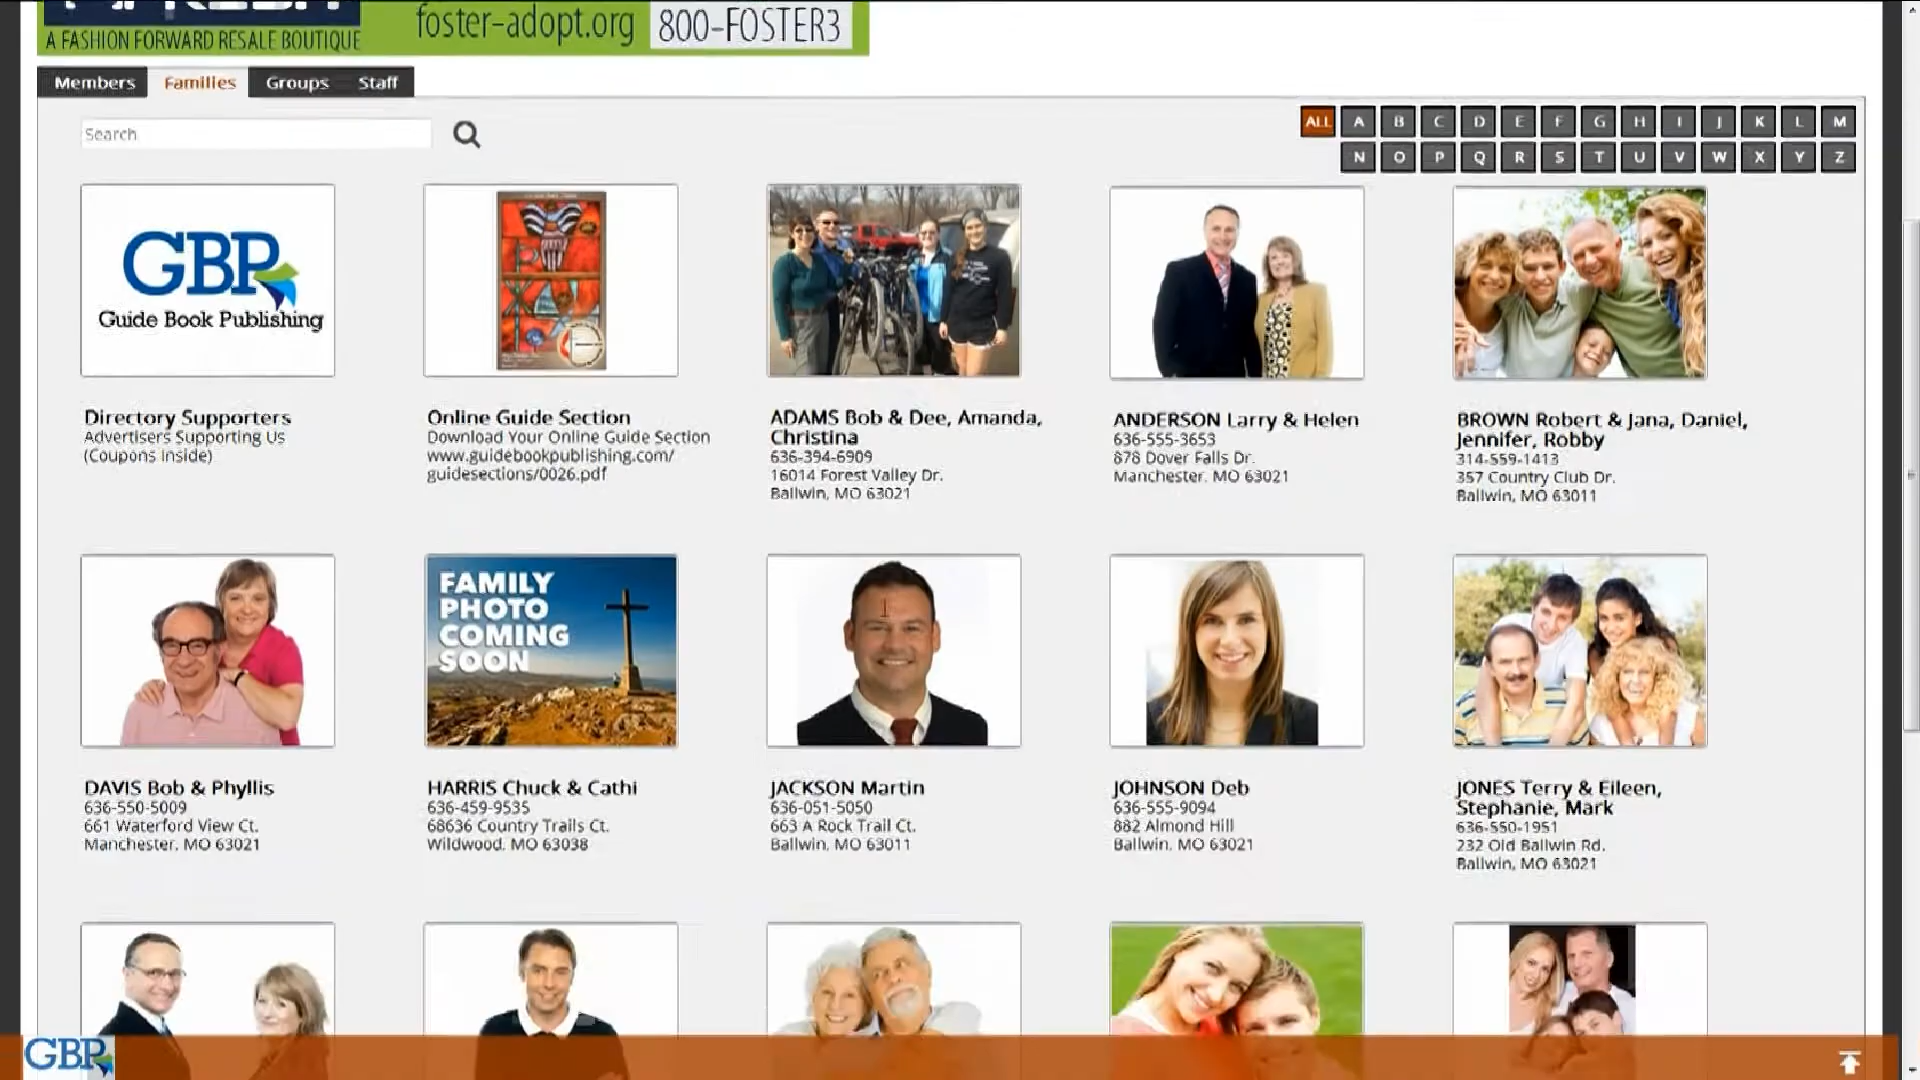 A FASHION FORWARD RESALE BOUTIQUE
foster-adopt.org
800-FOSTER3
Members
Families
Groups
Staff
Search
ALL A B C D E F G H I J K L M
N O P Q R S T U V W X Y Z
GBP
Guide Book Publishing
Directory Supporters
Advertisers Supporting Us
(Coupons Inside)
Online Guide Section
Download Your Online Guide Section
www.guidebookpublishing.com/
guidesections/0026.pdf
ADAMS Bob & Dee, Amanda,
Christina
636-394-6909
16014 Forest Valley Dr.
Ballwin, MO 63021
ANDERSON Larry & Helen
636-555-3653
878 Dover Falls Dr.
Manchester, MO 63021
BROWN Robert & Jana, Daniel,
Jennifer, Robby
314-559-1413
357 Country Club Dr.
Ballwin, MO 63011
FAMILY
PHOTO
COMING
SOON
DAVIS Bob & Phyllis
636-550-5009
661 Waterford View Ct.
Manchester, MO 63021
HARRIS Chuck & Cathi
636-459-9535
68636 Country Trails Ct.
Wildwood, MO 63038
JACKSON Martin
636-051-5050
663 A Rock Trail Ct.
Ballwin, MO 63011
JOHNSON Deb
636-555-9094
882 Almond Hill
Ballwin, MO 63021
JONES Terry & Eileen,
Stephanie, Mark
636-550-1951
232 Old Ballwin Rd.
Ballwin, MO 63021
GBP